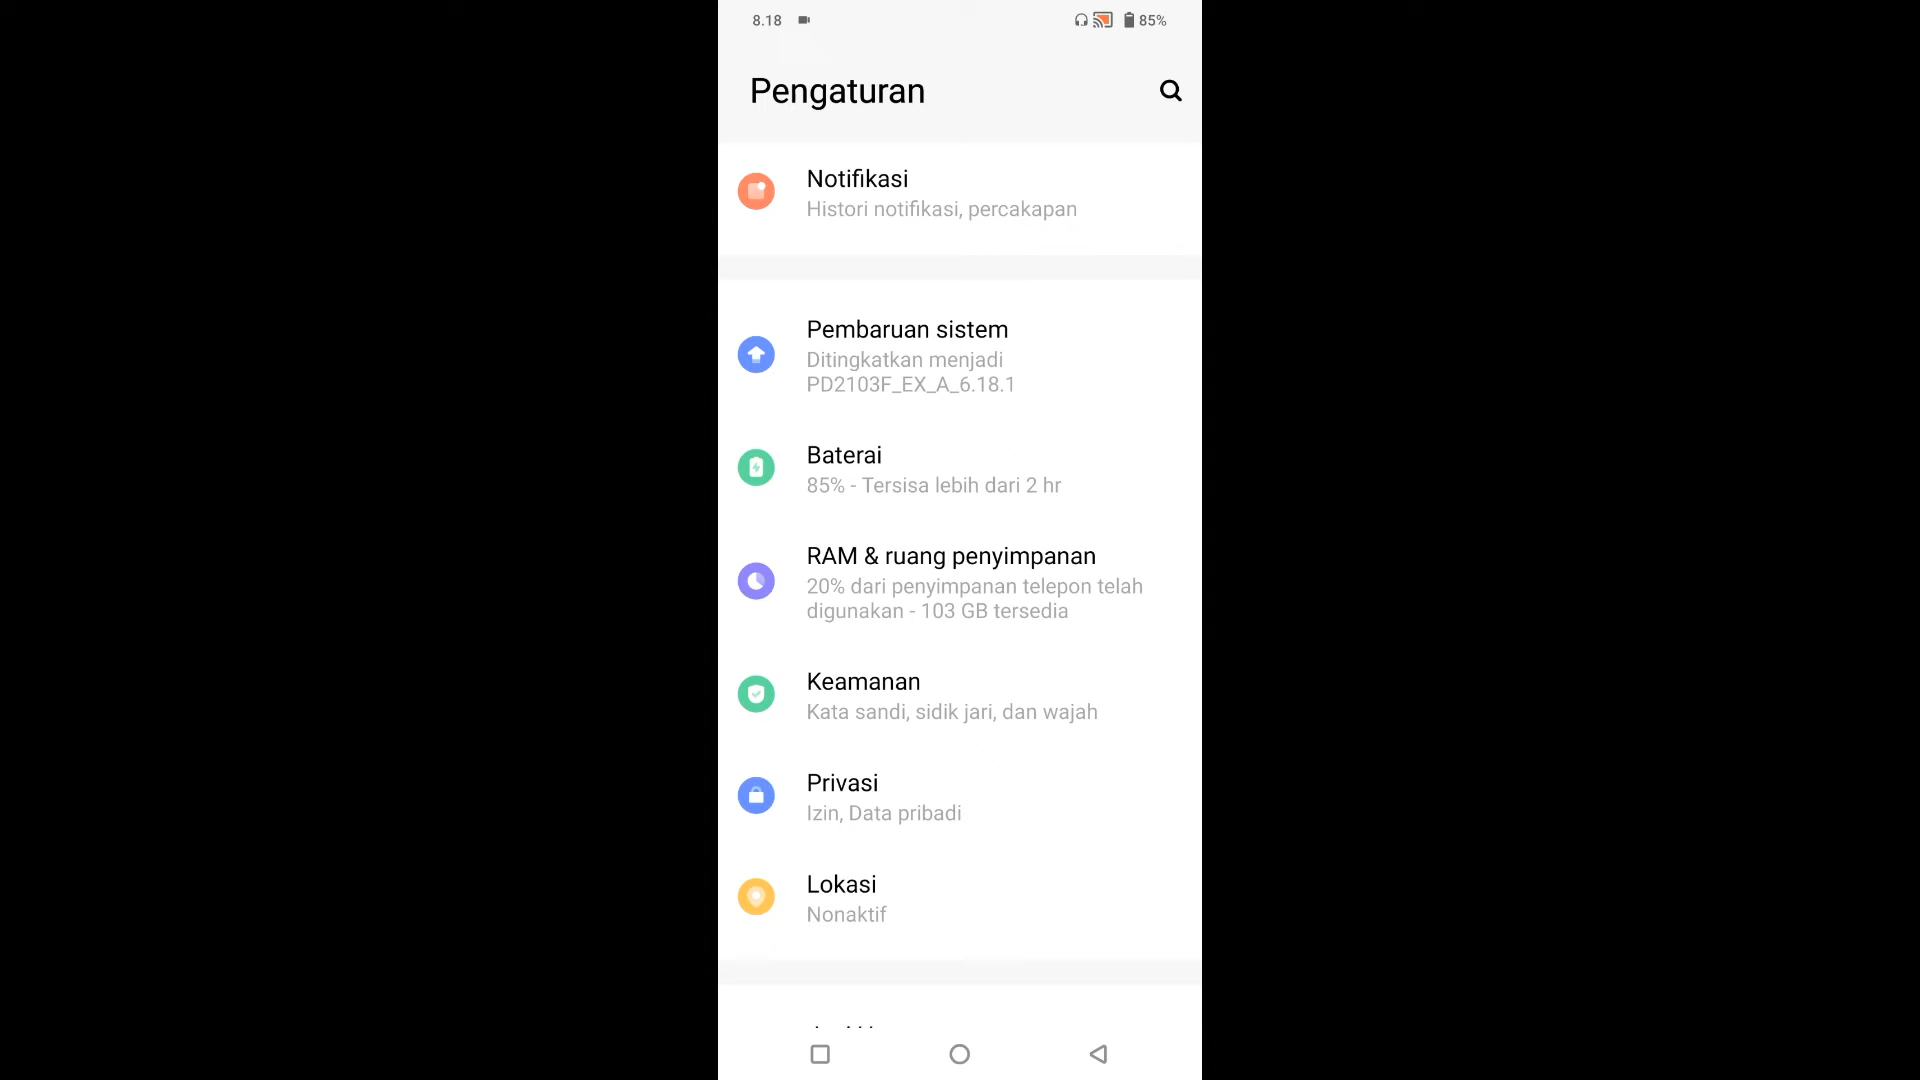 8.18
85%
Pengaturan
Notifikasi
Histori notifikasi, percakapan
Pembaruan sistem
Ditingkatkan menjadi
PD2103F_EX_A_6.18.1
Baterai
85% - Tersisa lebih dari 2 hr
RAM & ruang penyimpanan
20% dari penyimpanan telepon telah
digunakan - 103 GB tersedia
Keamanan
Kata sandi, sidik jari, dan wajah
Privasi
Izin, Data pribadi
Lokasi
Nonaktif